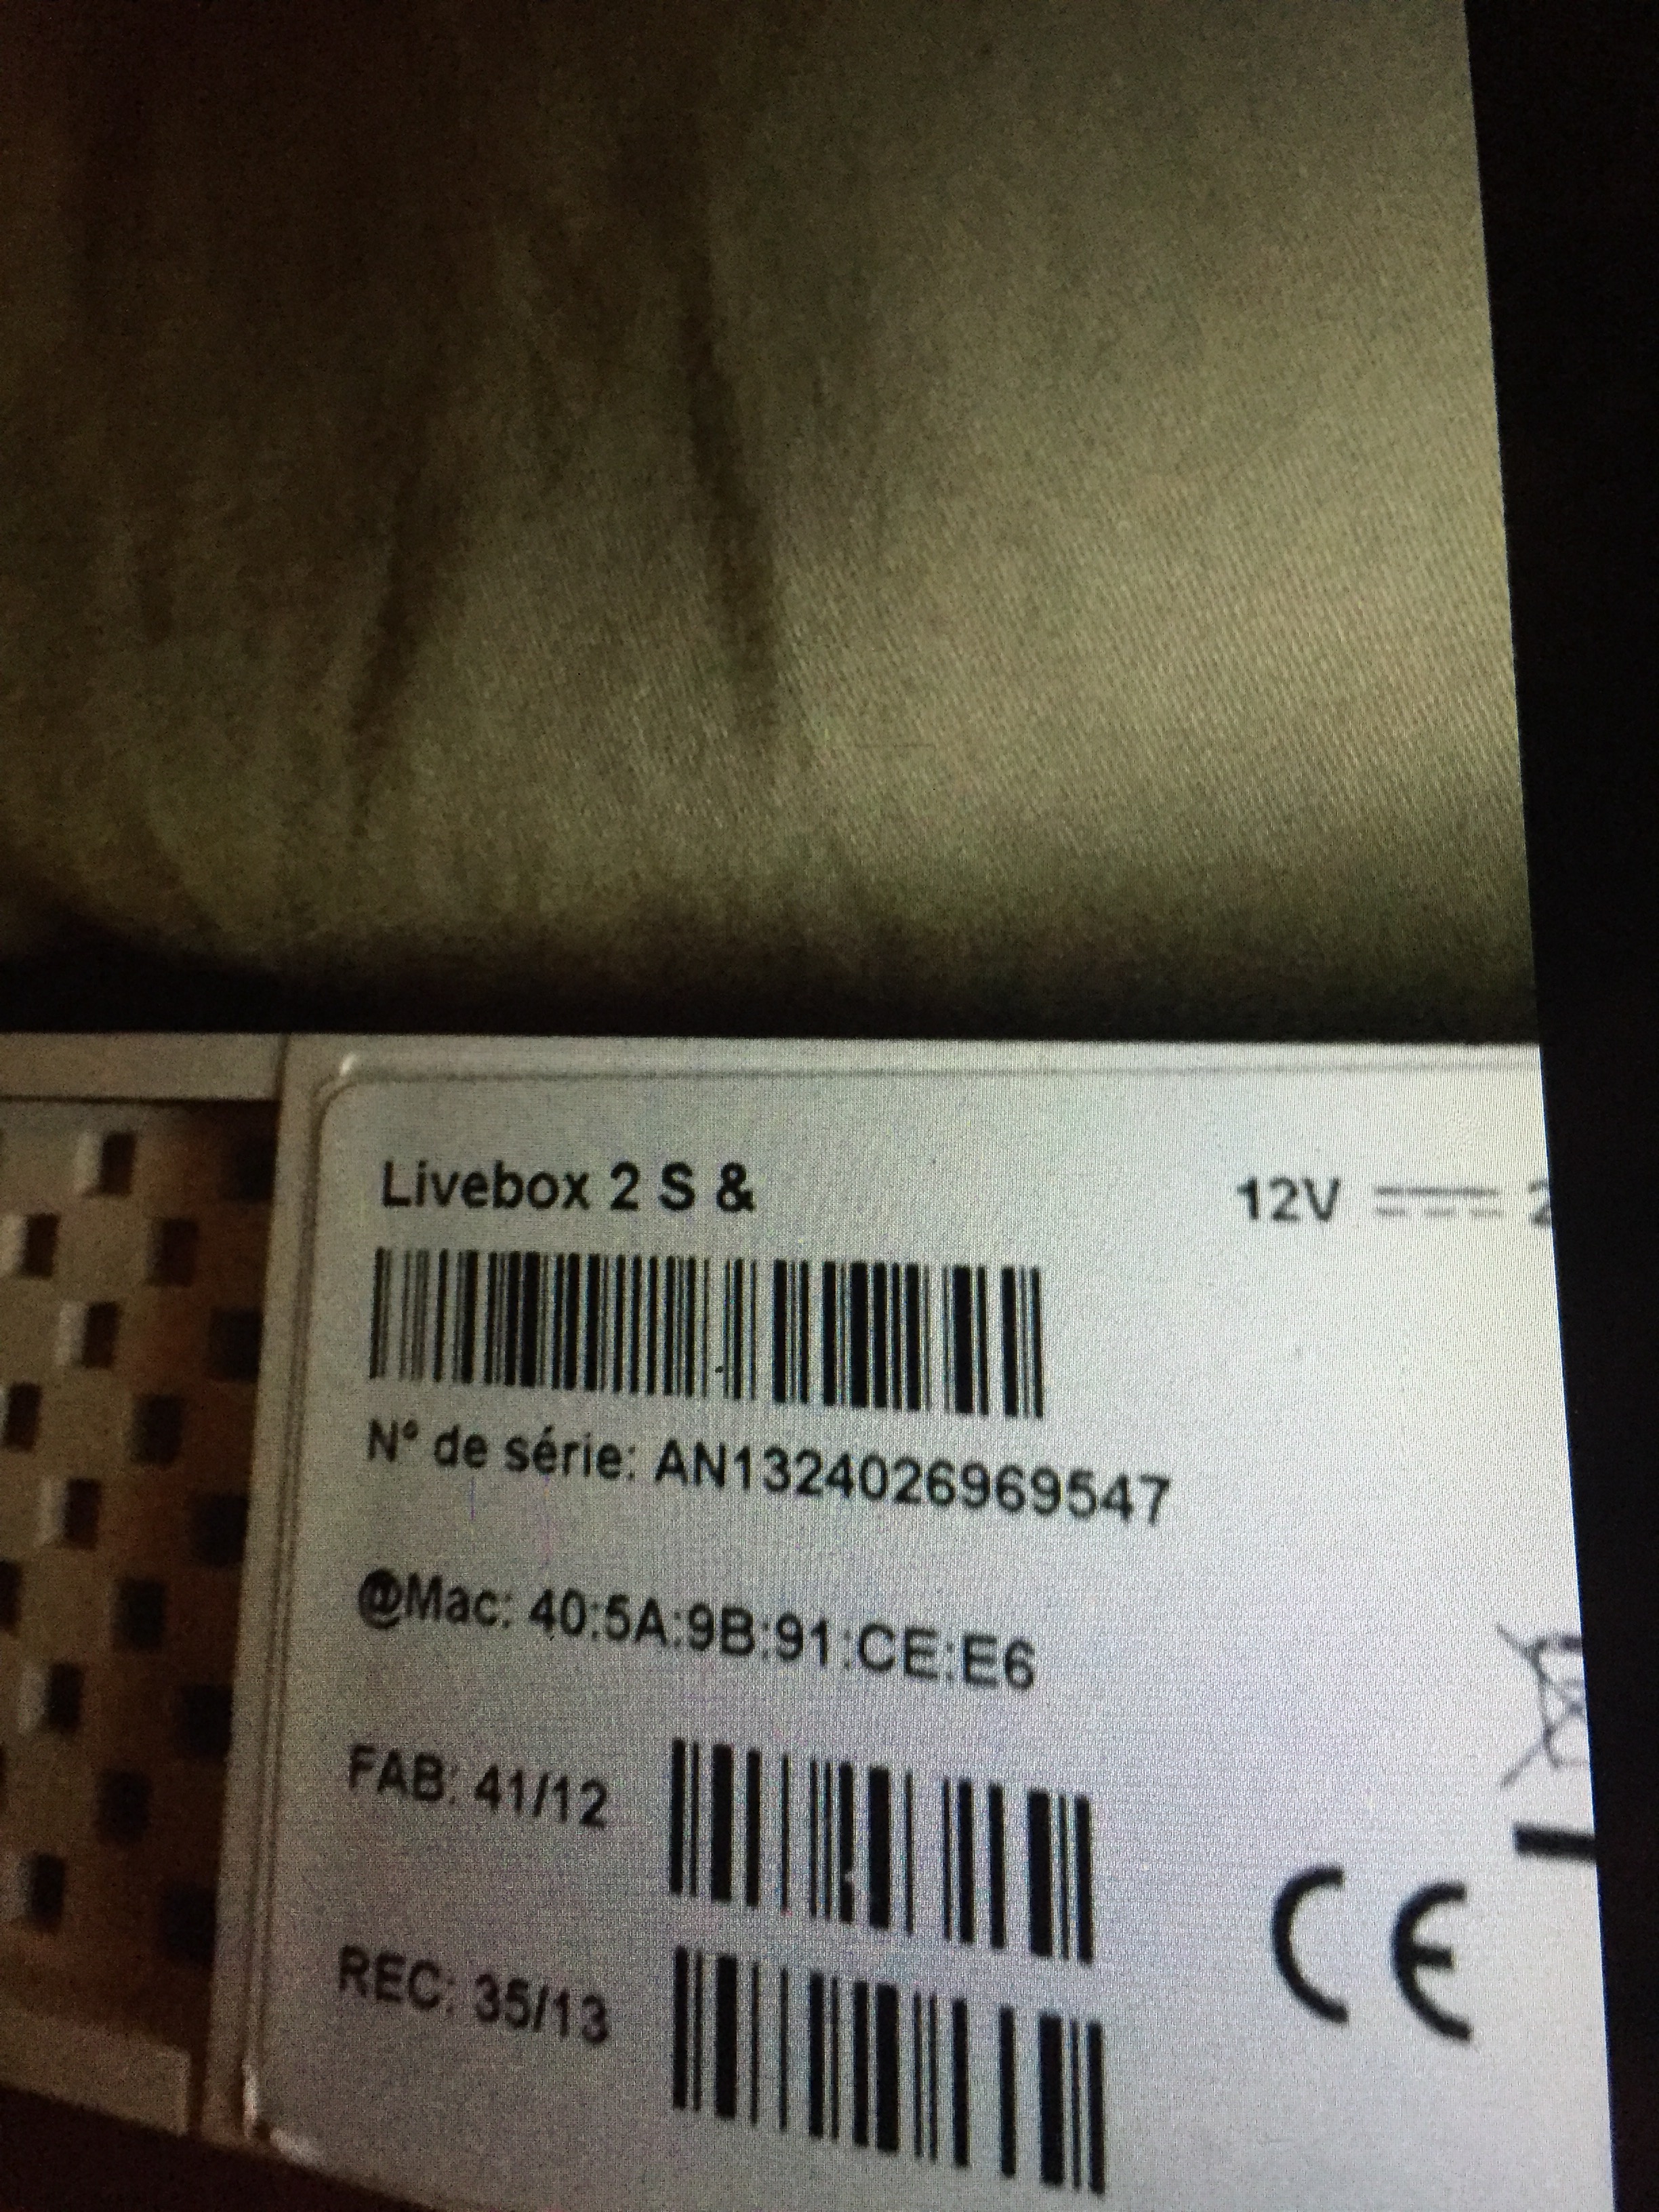 Livebox 2 S &
12V
N° de série: AN1324026969547
@Mac: 40:5A:9B:91:CE:E6
FAB: 41/12
REC: 35/13
CE